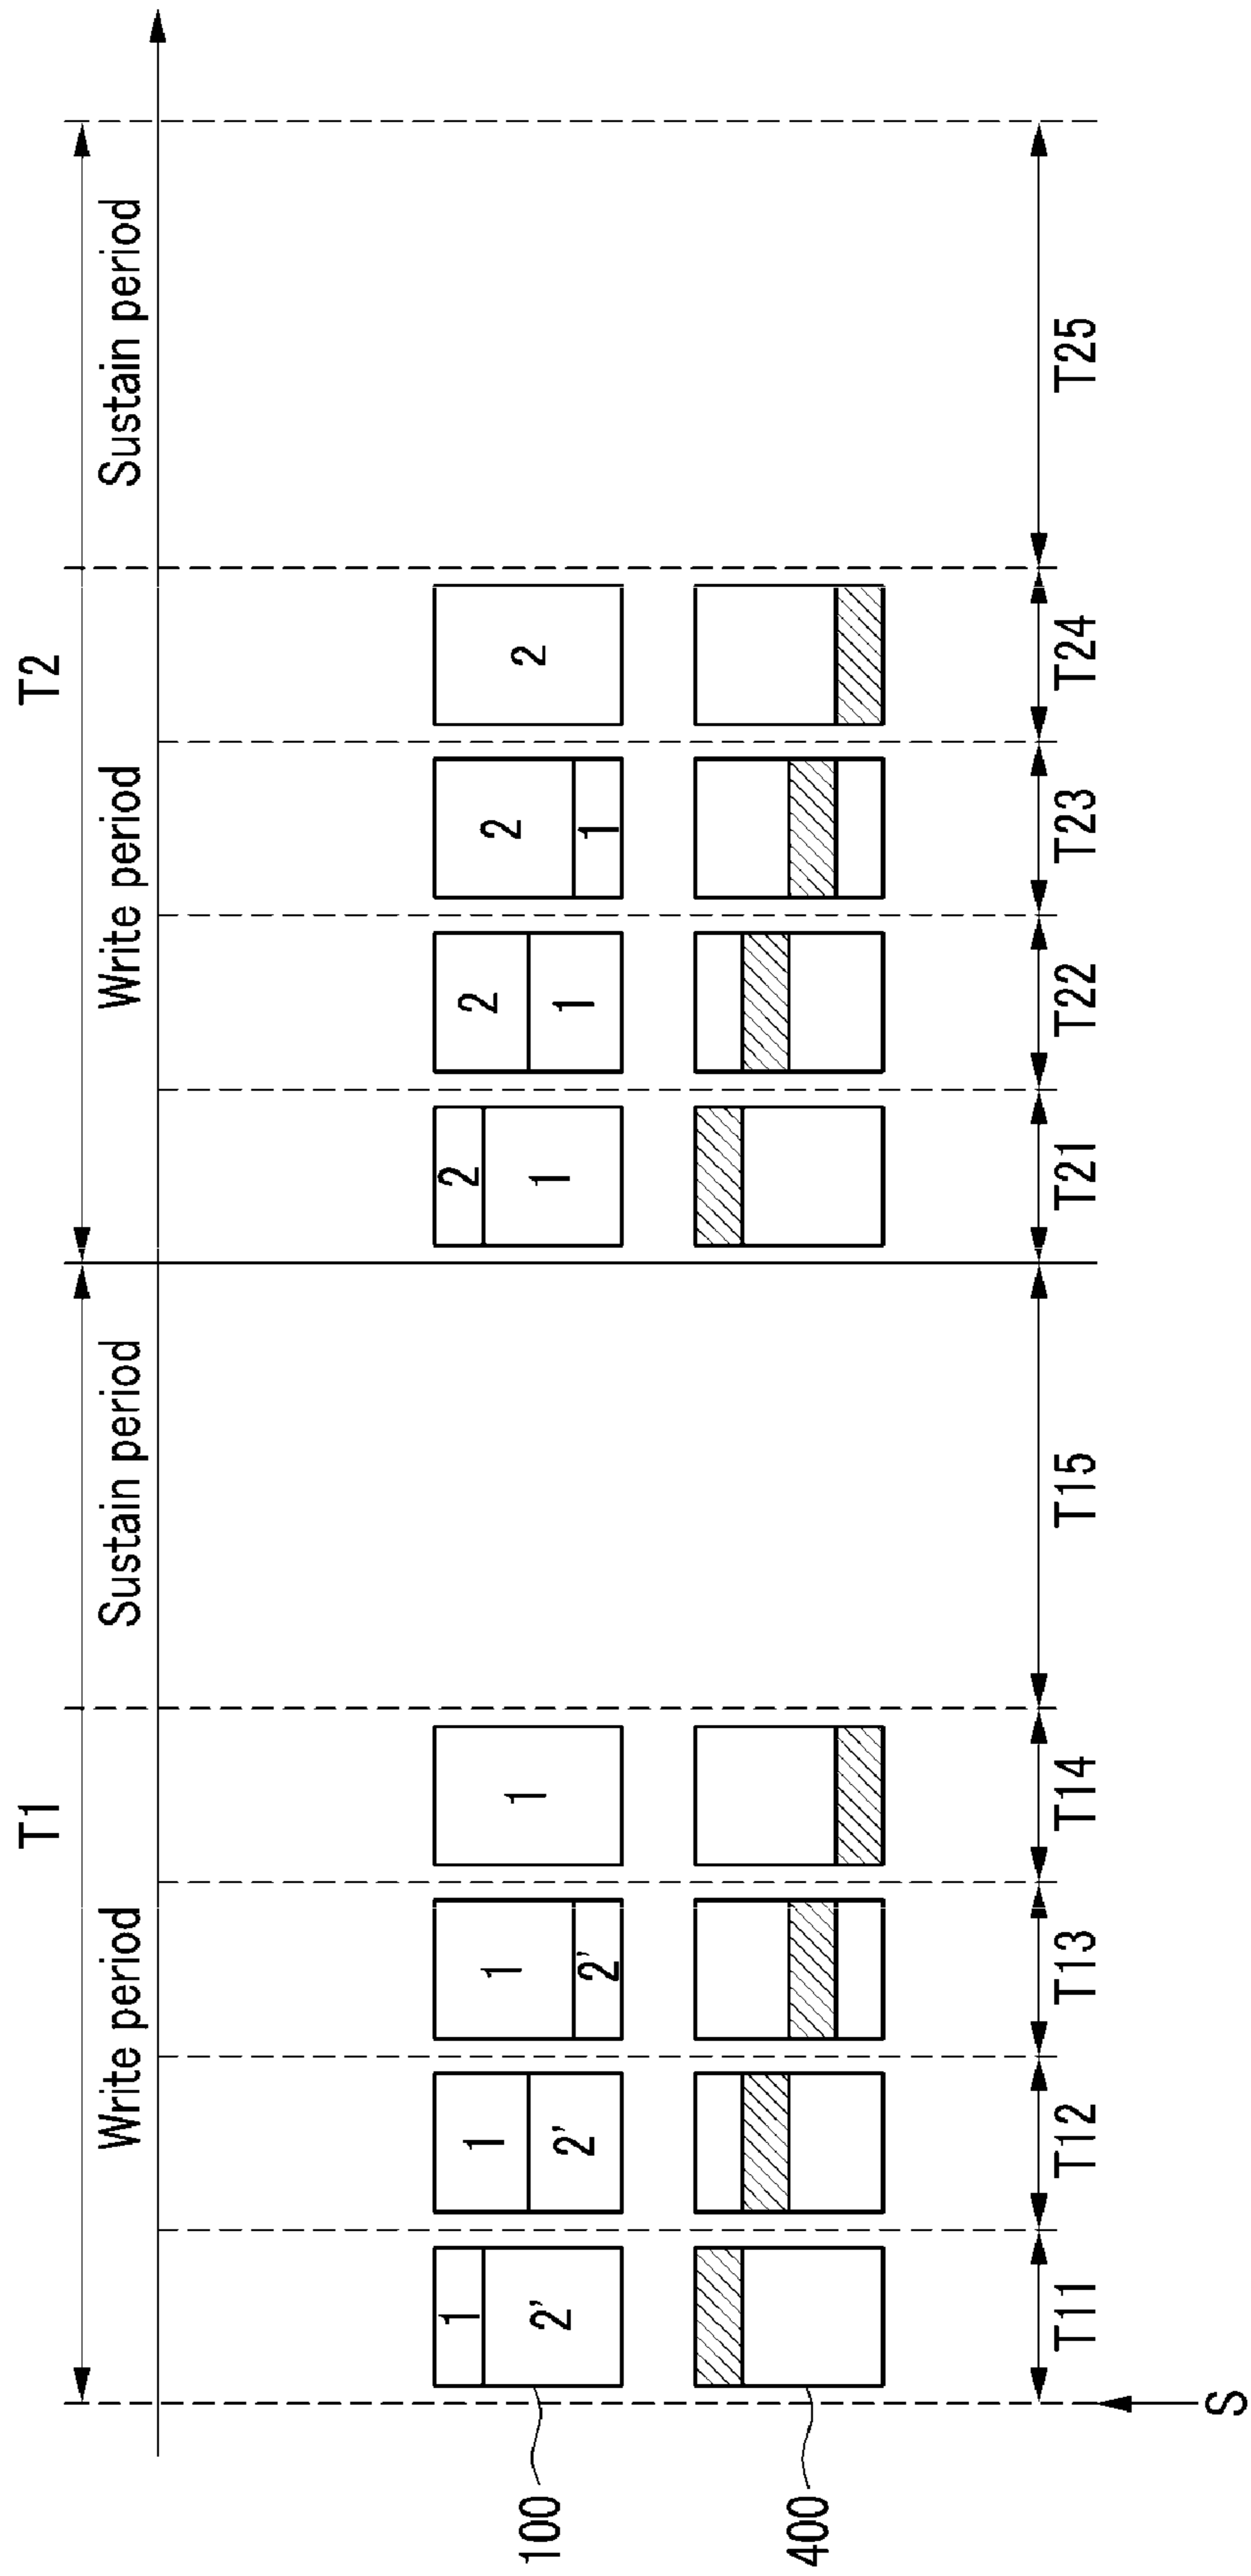 T1 T2
Write period Sustain period Write period Sustain period
1 1 1 1 2 2 2 2
2' 2' 2' 1 1 1
100
400
T11 T12 T13 T14 T15 T21 T22 T23 T24 T25
S